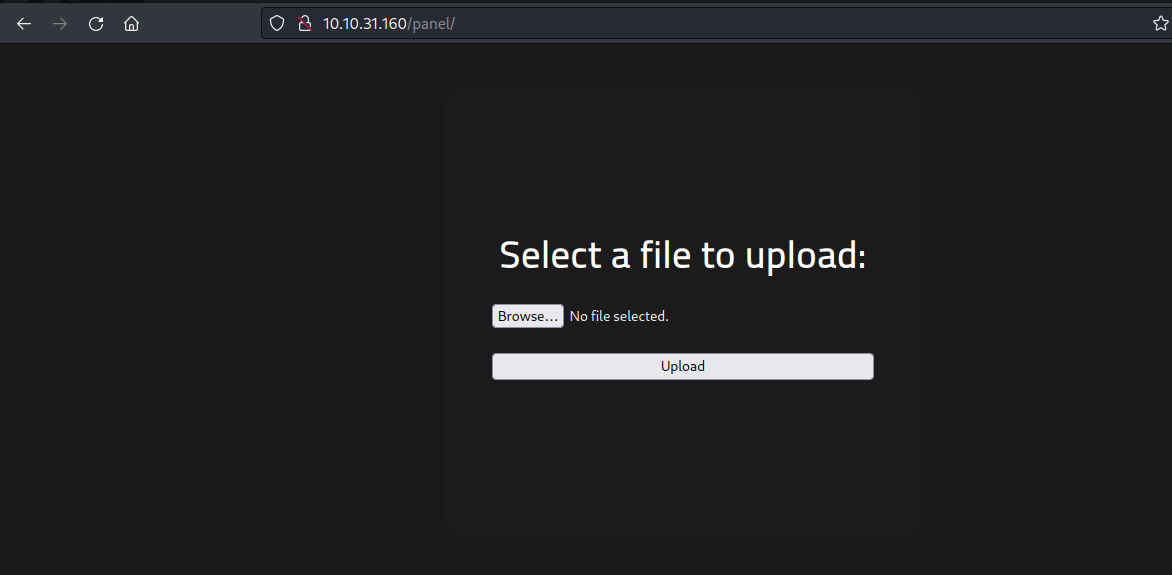 10.10.31.160/panel/
Select a file to upload:
Browse... No file selected.
Upload